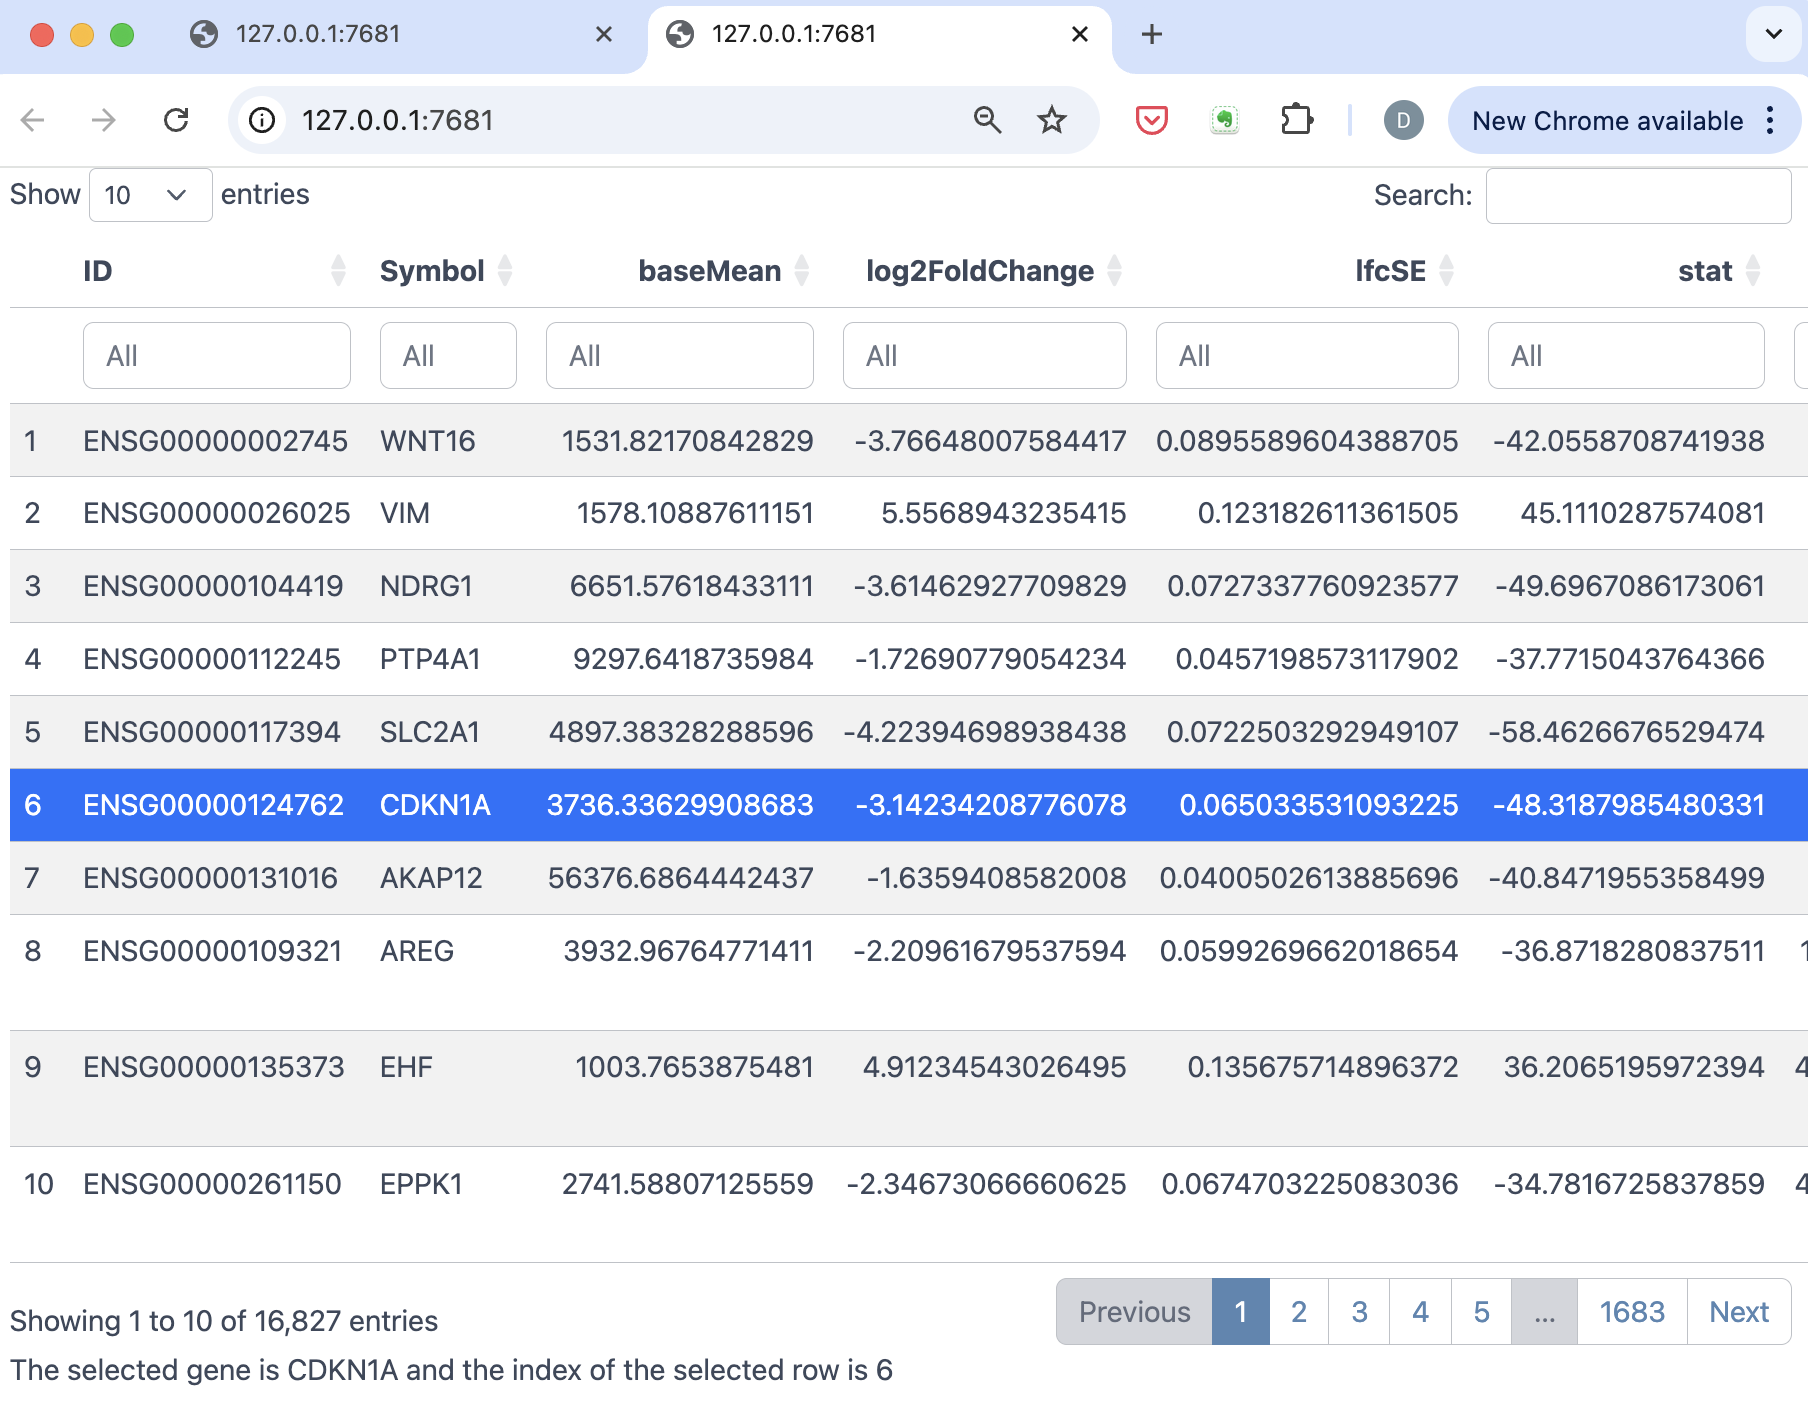 127.0.0.1:7681 127.0.0.1:7681
127.0.0.1:7681 D New Chrome available
Show 10 entries Search:
ID Symbol baseMean log2FoldChange lfcSE stat
All All All All All All
1 ENSG00000002745 WNT16 1531.82170842829 -3.76648007584417 0.0895589604388705 -42.0558708741938
2 ENSG00000026025 VIM 1578.10887611151 5.5568943235415 0.123182611361505 45.1110287574081
3 ENSG00000104419 NDRG1 6651.57618433111 -3.61462927709829 0.0727337760923577 -49.6967086173061
4 ENSG00000112245 PTP4A1 9297.6418735984 -1.72690779054234 0.0457198573117902 -37.7715043764366
5 ENSG00000117394 SLC2A1 4897.38328288596 -4.22394698938438 0.0722503292949107 -58.4626676529474
6 ENSG00000124762 CDKN1A 3736.33629908683 -3.14234208776078 0.065033531093225 -48.3187985480331
7 ENSG00000131016 AKAP12 56376.6864442437 -1.6359408582008 0.0400502613885696 -40.8471955358499
8 ENSG00000109321 AREG 3932.96764771411 -2.20961679537594 0.0599269662018654 -36.8718280837511 1
9 ENSG00000135373 EHF 1003.7653875481 4.91234543026495 0.135675714896372 36.2065195972394 4
10 ENSG00000261150 EPPK1 2741.58807125559 -2.34673066660625 0.0674703225083036 -34.7816725837859 4
Showing 1 to 10 of 16,827 entries Previous 1 2 3 4 5 ... 1683 Next
The selected gene is CDKN1A and the index of the selected row is 6